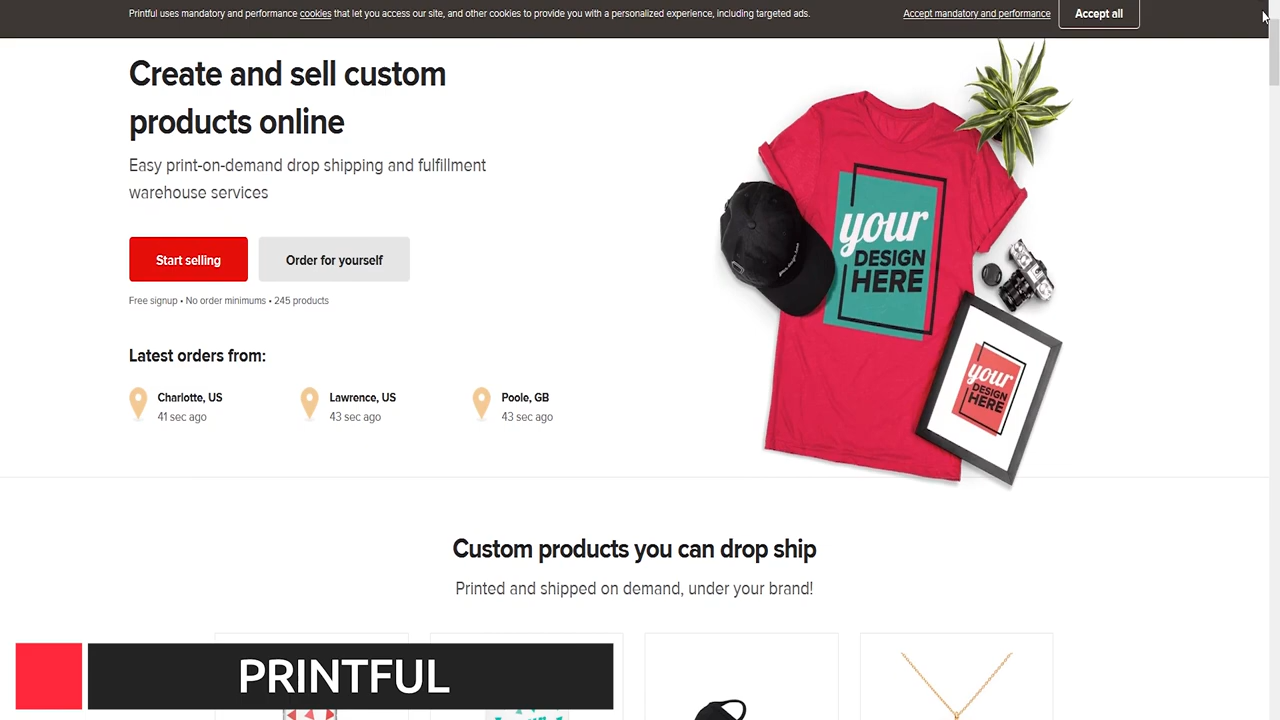 Printful uses mandatory and performance cookies that let you access our site, and other cookies to provide you with a personalized experience, including targeted ads.
Accept mandatory and performance
Accept all
Create and sell custom
products online
Easy print-on-demand drop shipping and fulfillment
warehouse services
Start selling
Order for yourself
Free signup • No order minimums • 245 products
Latest orders from:
Charlotte, US
41 sec ago
Lawrence, US
43 sec ago
Poole, GB
43 sec ago
your
DESIGN
HERE
your
DESIGN
HERE
Custom products you can drop ship
Printed and shipped on demand, under your brand!
PRINTFUL